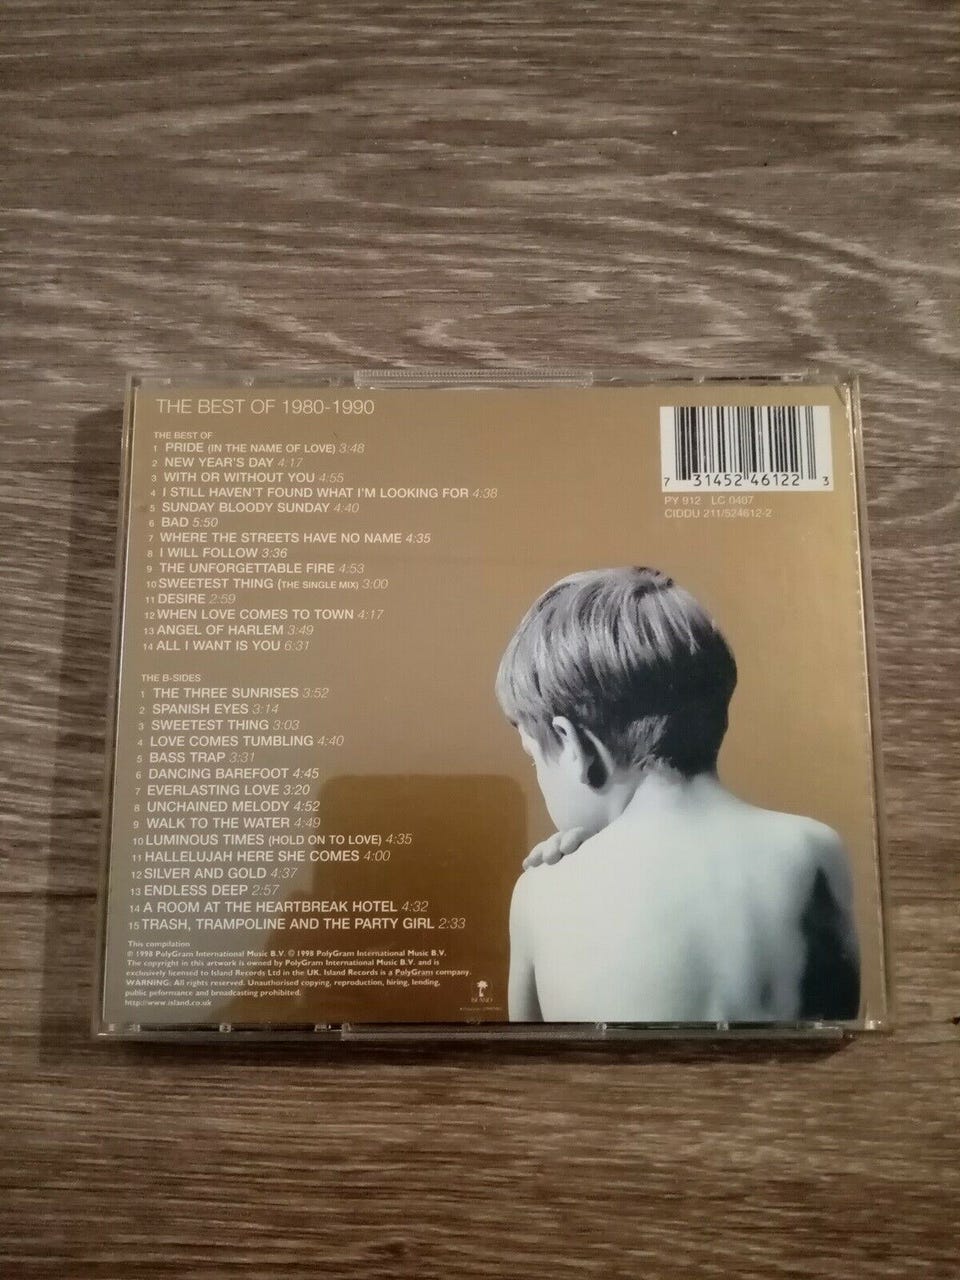 THE BEST OF 1980-1990
THE BEST OF
1 PRIDE (IN THE NAME OF LOVE) 3:48
2 NEW YEAR'S DAY 4:17
3 WITH OR WITHOUT YOU 4:55
4 I STILL HAVEN'T FOUND WHAT I'M LOOKING FOR 4:38
5 SUNDAY BLOODY SUNDAY 4:40
6 BAD 5:50
7 WHERE THE STREETS HAVE NO NAME 4:35
8 I WILL FOLLOW 3:36
9 THE UNFORGETTABLE FIRE 4:53
10 SWEETEST THING (THE SINGLE MIX) 3:00
11 DESIRE 2:59
12 WHEN LOVE COMES TO TOWN 4:17
13 ANGEL OF HARLEM 3:49
14 ALL I WANT IS YOU 6:31
THE B-SIDES
1 THE THREE SUNRISES 3:52
2 SPANISH EYES 3:14
3 SWEETEST THING 3:03
4 LOVE COMES TUMBLING 4:40
5 BASS TRAP 3:31
6 DANCING BAREFOOT 4:45
7 EVERLASTING LOVE 3:20
8 UNCHAINED MELODY 4:52
9 WALK TO THE WATER 4:49
10 LUMINOUS TIMES (HOLD ON TO LOVE) 4:35
11 HALLELUJAH HERE SHE COMES 4:00
12 SILVER AND GOLD 4:37
13 ENDLESS DEEP 2:57
14 A ROOM AT THE HEARTBREAK HOTEL 4:32
15 TRASH, TRAMPOLINE AND THE PARTY GIRL 2:33
This compilation
℗ 1998 PolyGram International Music B.V. © 1998 PolyGram International Music B.V.
The copyright in this artwork is owned by PolyGram International Music B.V. and is
exclusively licensed to Island Records Ltd in the UK. Island Records is a PolyGram company.
WARNING: All rights reserved. Unauthorised copying, reproduction, hiring, lending,
public peformance and broadcasting prohibited.
http://www.island.co.uk
ISLAND
7 31452 46122 3
PY 912 LC 0407
CIDDU 211/524612-2